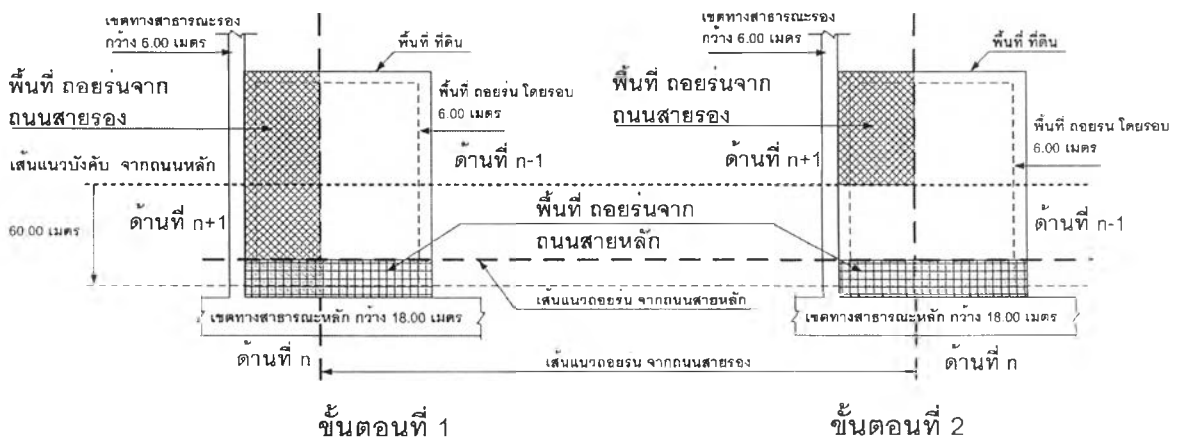 เขตทางสาธารณะรอง
กว้าง 6.00 เมตร
พื้นที่ ที่ดิน
พื้นที่ ถอยร่นจาก
ถนนสายรอง
พื้นที่ ถอยร่น โดยรอบ
6.00 เมตร
ด้านที่ n-1
เส้นแนวบังคับ จากถนนหลัก
ด้านที่ n+1
60.00 เมตร
เขตทางสาธารณะหลัก กว้าง 18.00 เมตร
ด้านที่ n
ขั้นตอนที่ 1
พื้นที่ ถอยร่นจาก
ถนนสายหลัก
เส้นแนวถอยร่น จากถนนสายหลัก
เส้นแนวถอยร่น จากถนนสายรอง
เขตทางสาธารณะรอง
กว้าง 6.00 เมตร
พื้นที่ ที่ดิน
พื้นที่ ถอยร่นจาก
ถนนสายรอง
ด้านที่ n+1
พื้นที่ ถอยรน โดยรอบ
6.00 เมตร
ด้านที่ n-1
เขตทางสาธารณะหลัก กว้าง 18.00 เมตร
ด้านที่ n
ขั้นตอนที่ 2